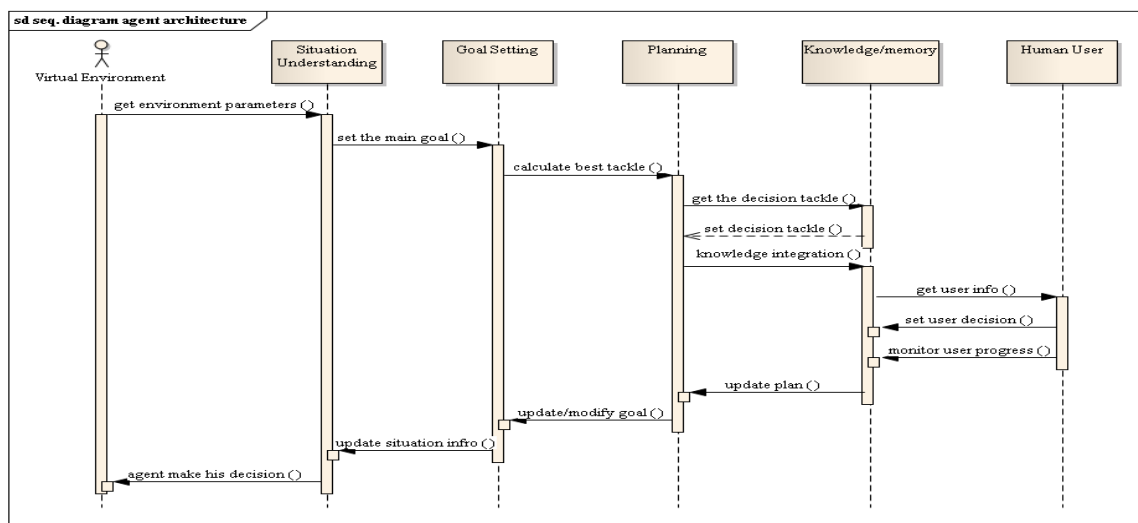 sd seq. diagram agent architecture
Virtual Environment
Situation
Understanding
Goal Setting
Planning
Knowledge/memory
Human User
get environment parameters ()
set the main goal ()
calculate best tackle ()
get the decision tackle ()
set decision tackle ()
knowledge integration ()
get user info ()
set user decision ()
monitor user progress ()
update plan ()
update/modify goal ()
update situation infro ()
agent make his decision ()